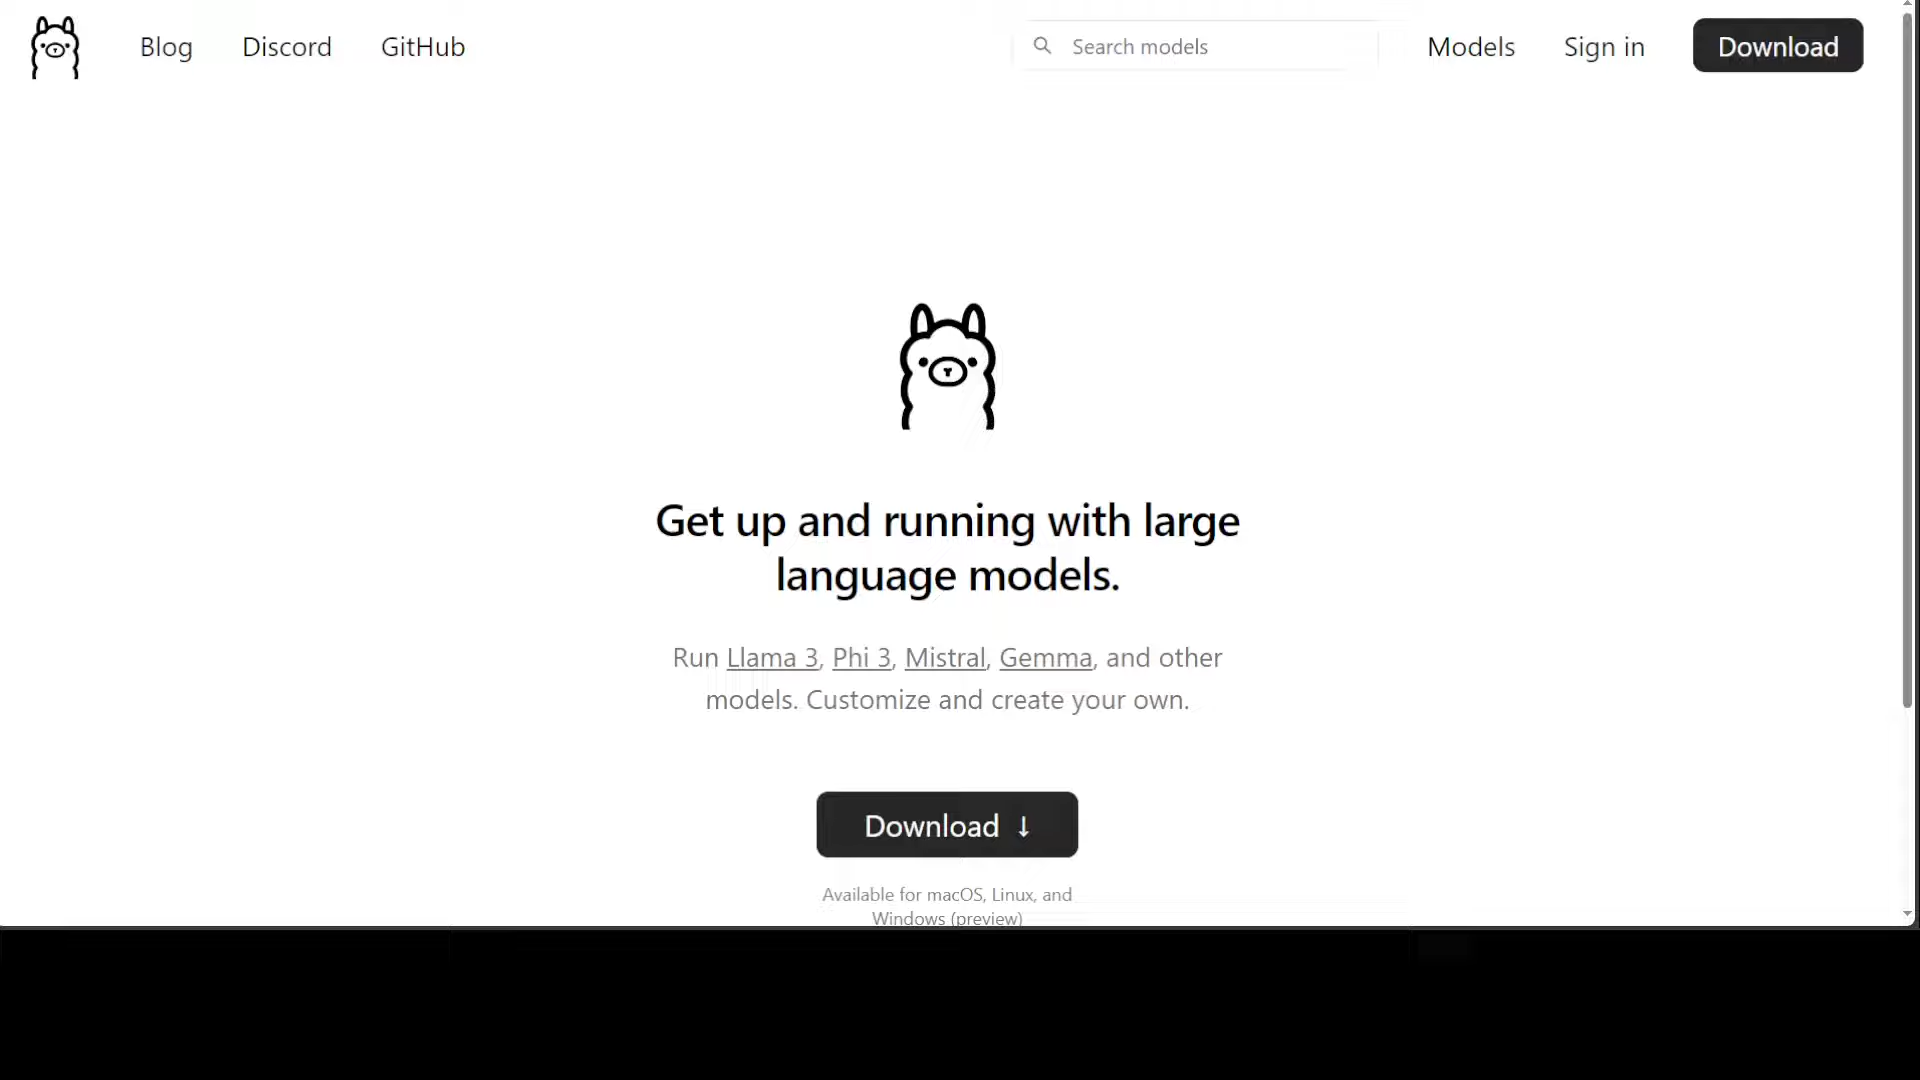 Blog Discord GitHub Search models Models Sign in Download
Get up and running with large
language models.
Run Llama 3, Phi 3, Mistral, Gemma, and other
models. Customize and create your own.
Download ↓
Available for macOS, Linux, and
Windows (preview)